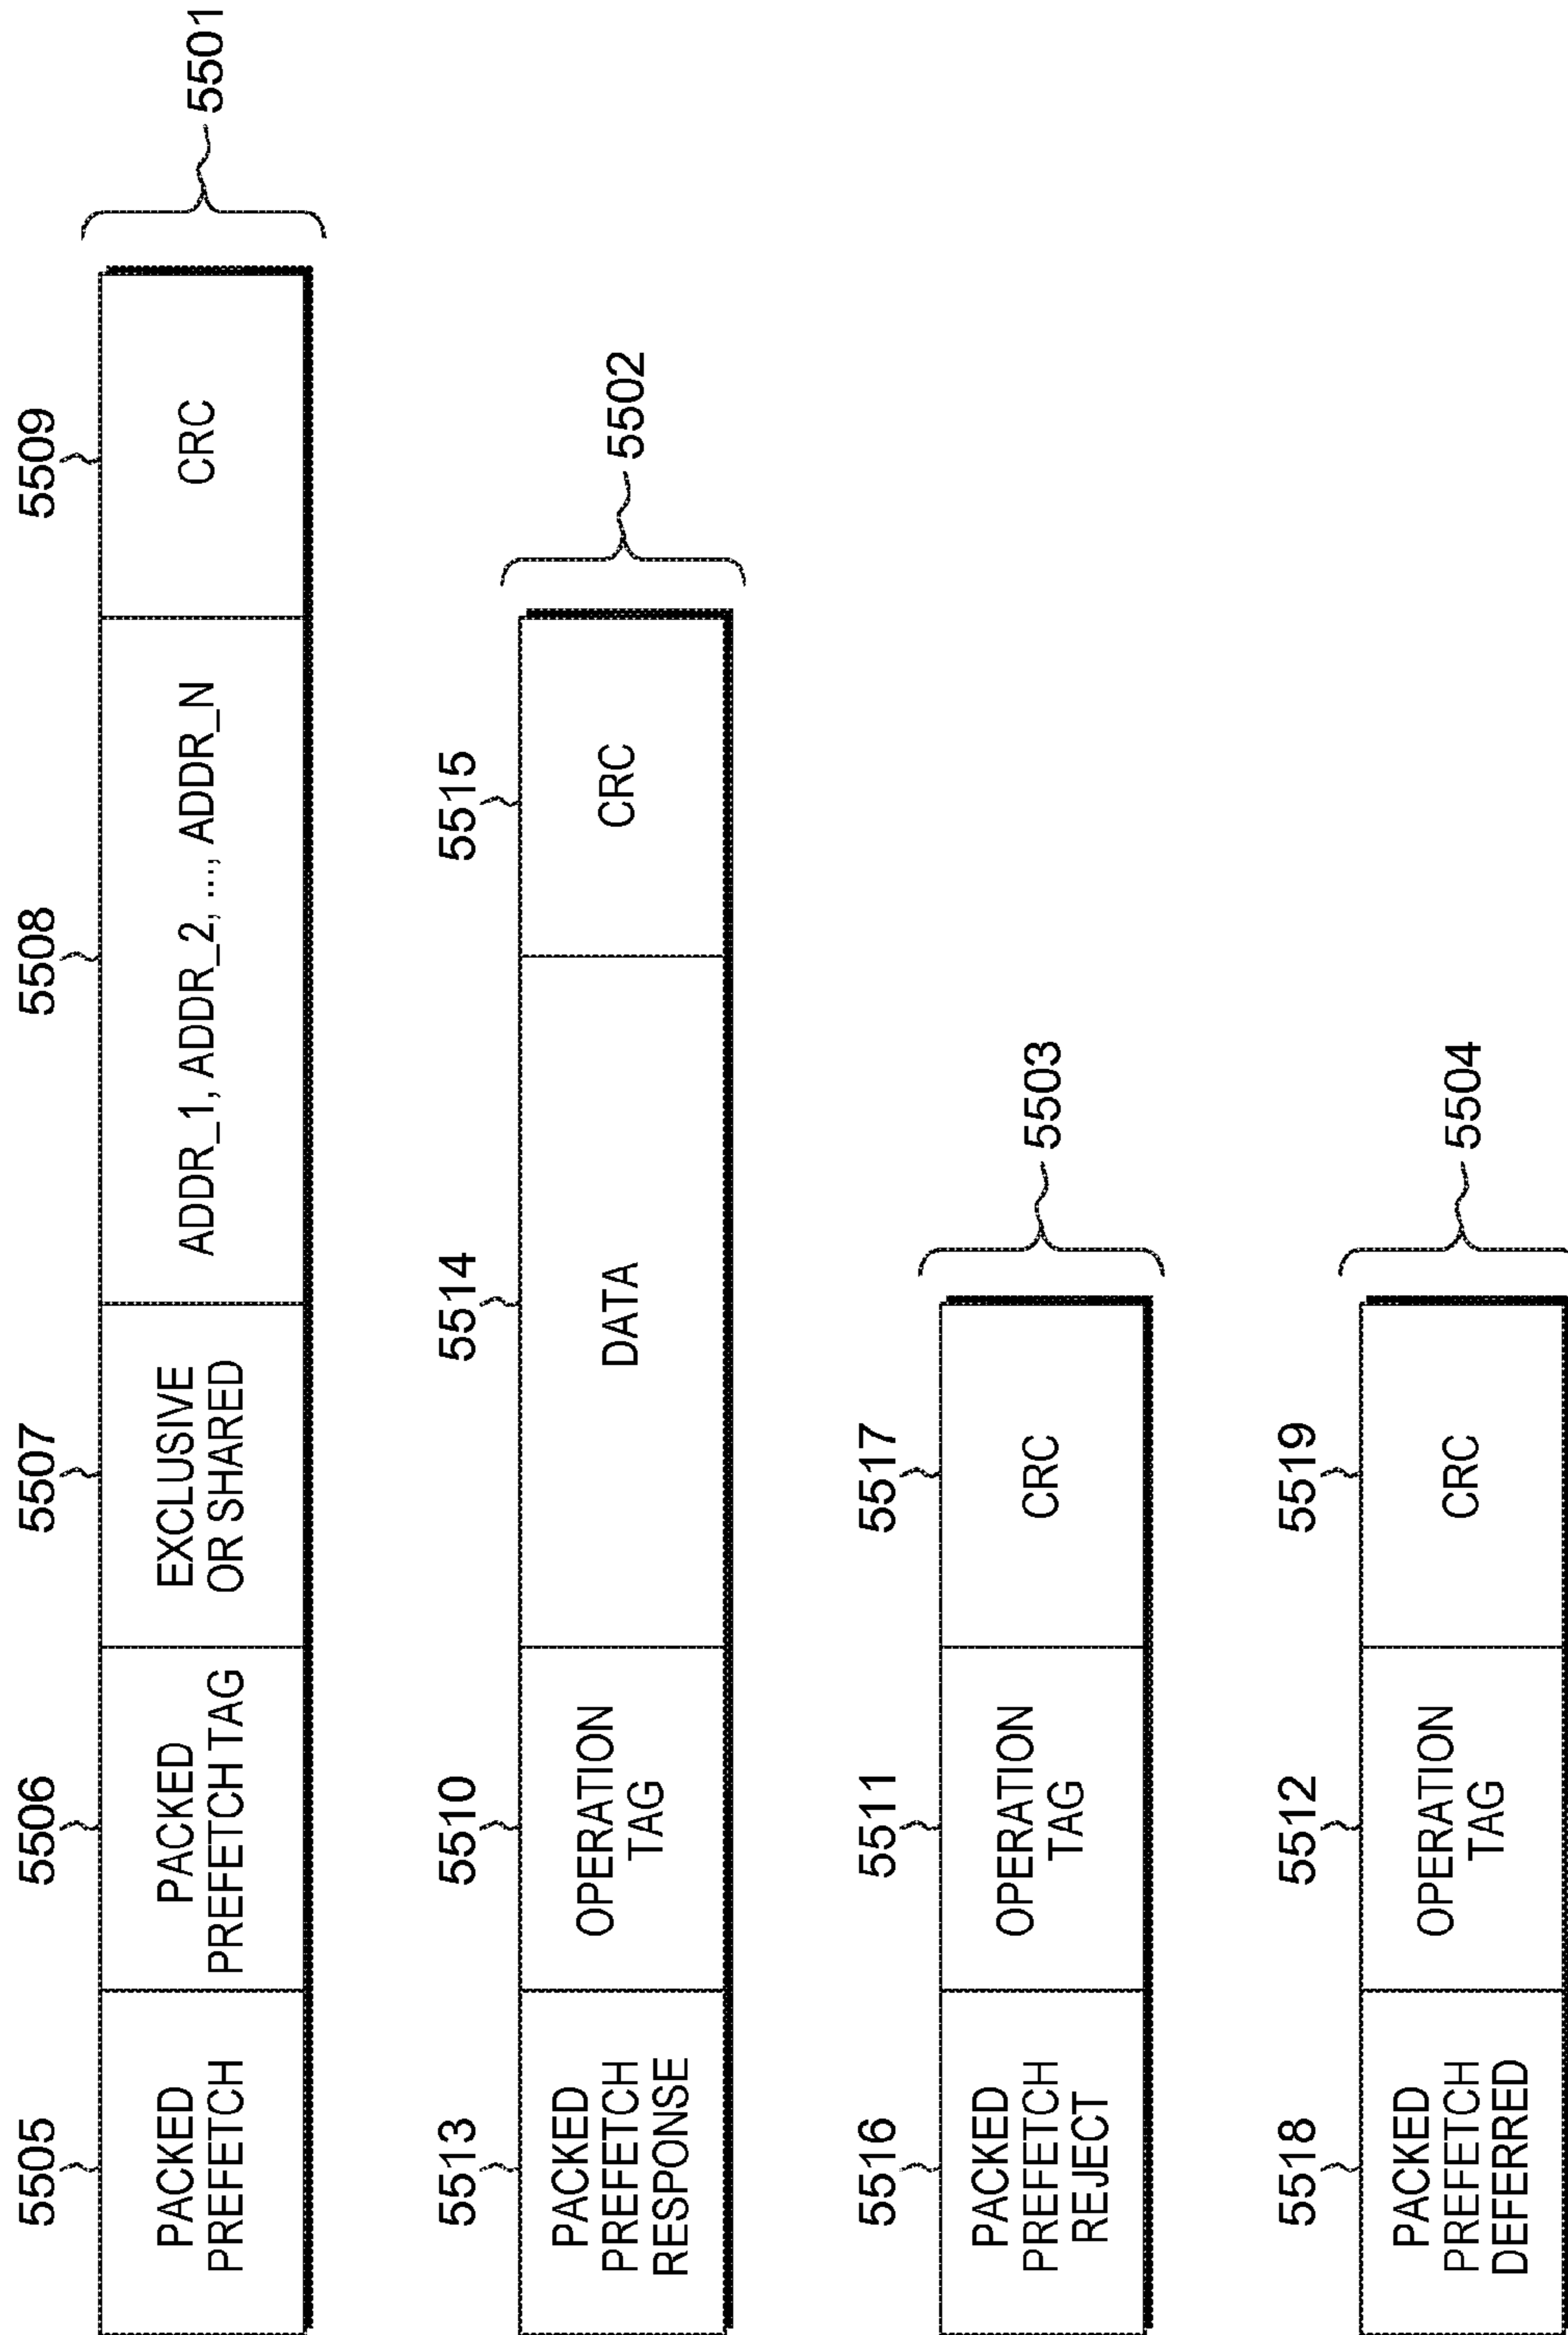 5505
5506
5507
5508
5509
PACKED
PREFETCH
PACKED
PREFETCH TAG
EXCLUSIVE
OR SHARED
ADDR_1, ADDR_2, ..., ADDR_N
CRC
5501
5513
5510
5514
5515
PACKED
PREFETCH
RESPONSE
OPERATION
TAG
DATA
CRC
5502
5516
5511
5517
PACKED
PREFETCH
REJECT
OPERATION
TAG
CRC
5503
5518
5512
5519
PACKED
PREFETCH
DEFERRED
OPERATION
TAG
CRC
5504